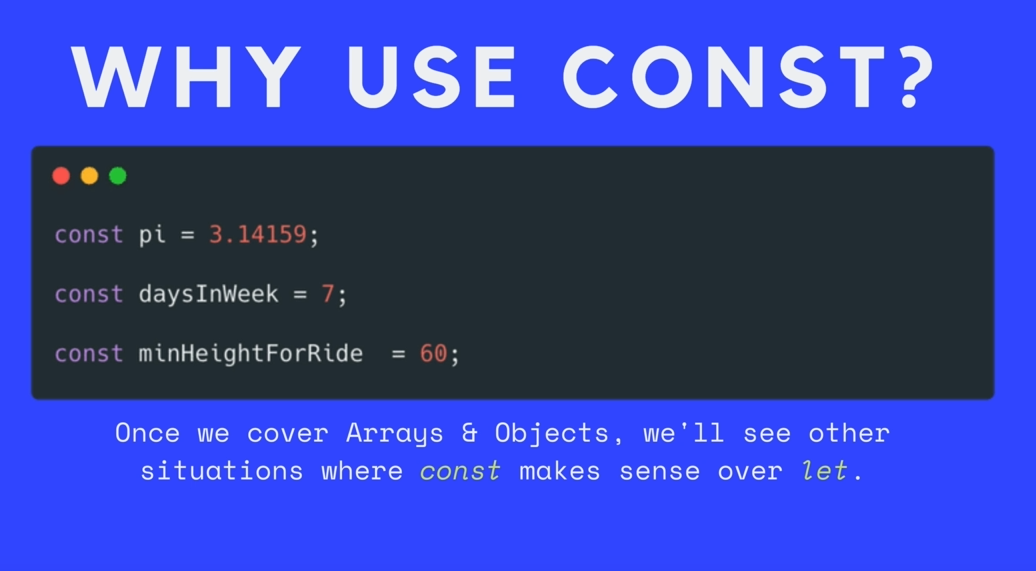 WHY USE CONST?
const pi = 3.14159;
const daysInWeek = 7;
const minHeightForRide  = 60;
Once we cover Arrays & Objects, we'll see other
situations where const makes sense over let.